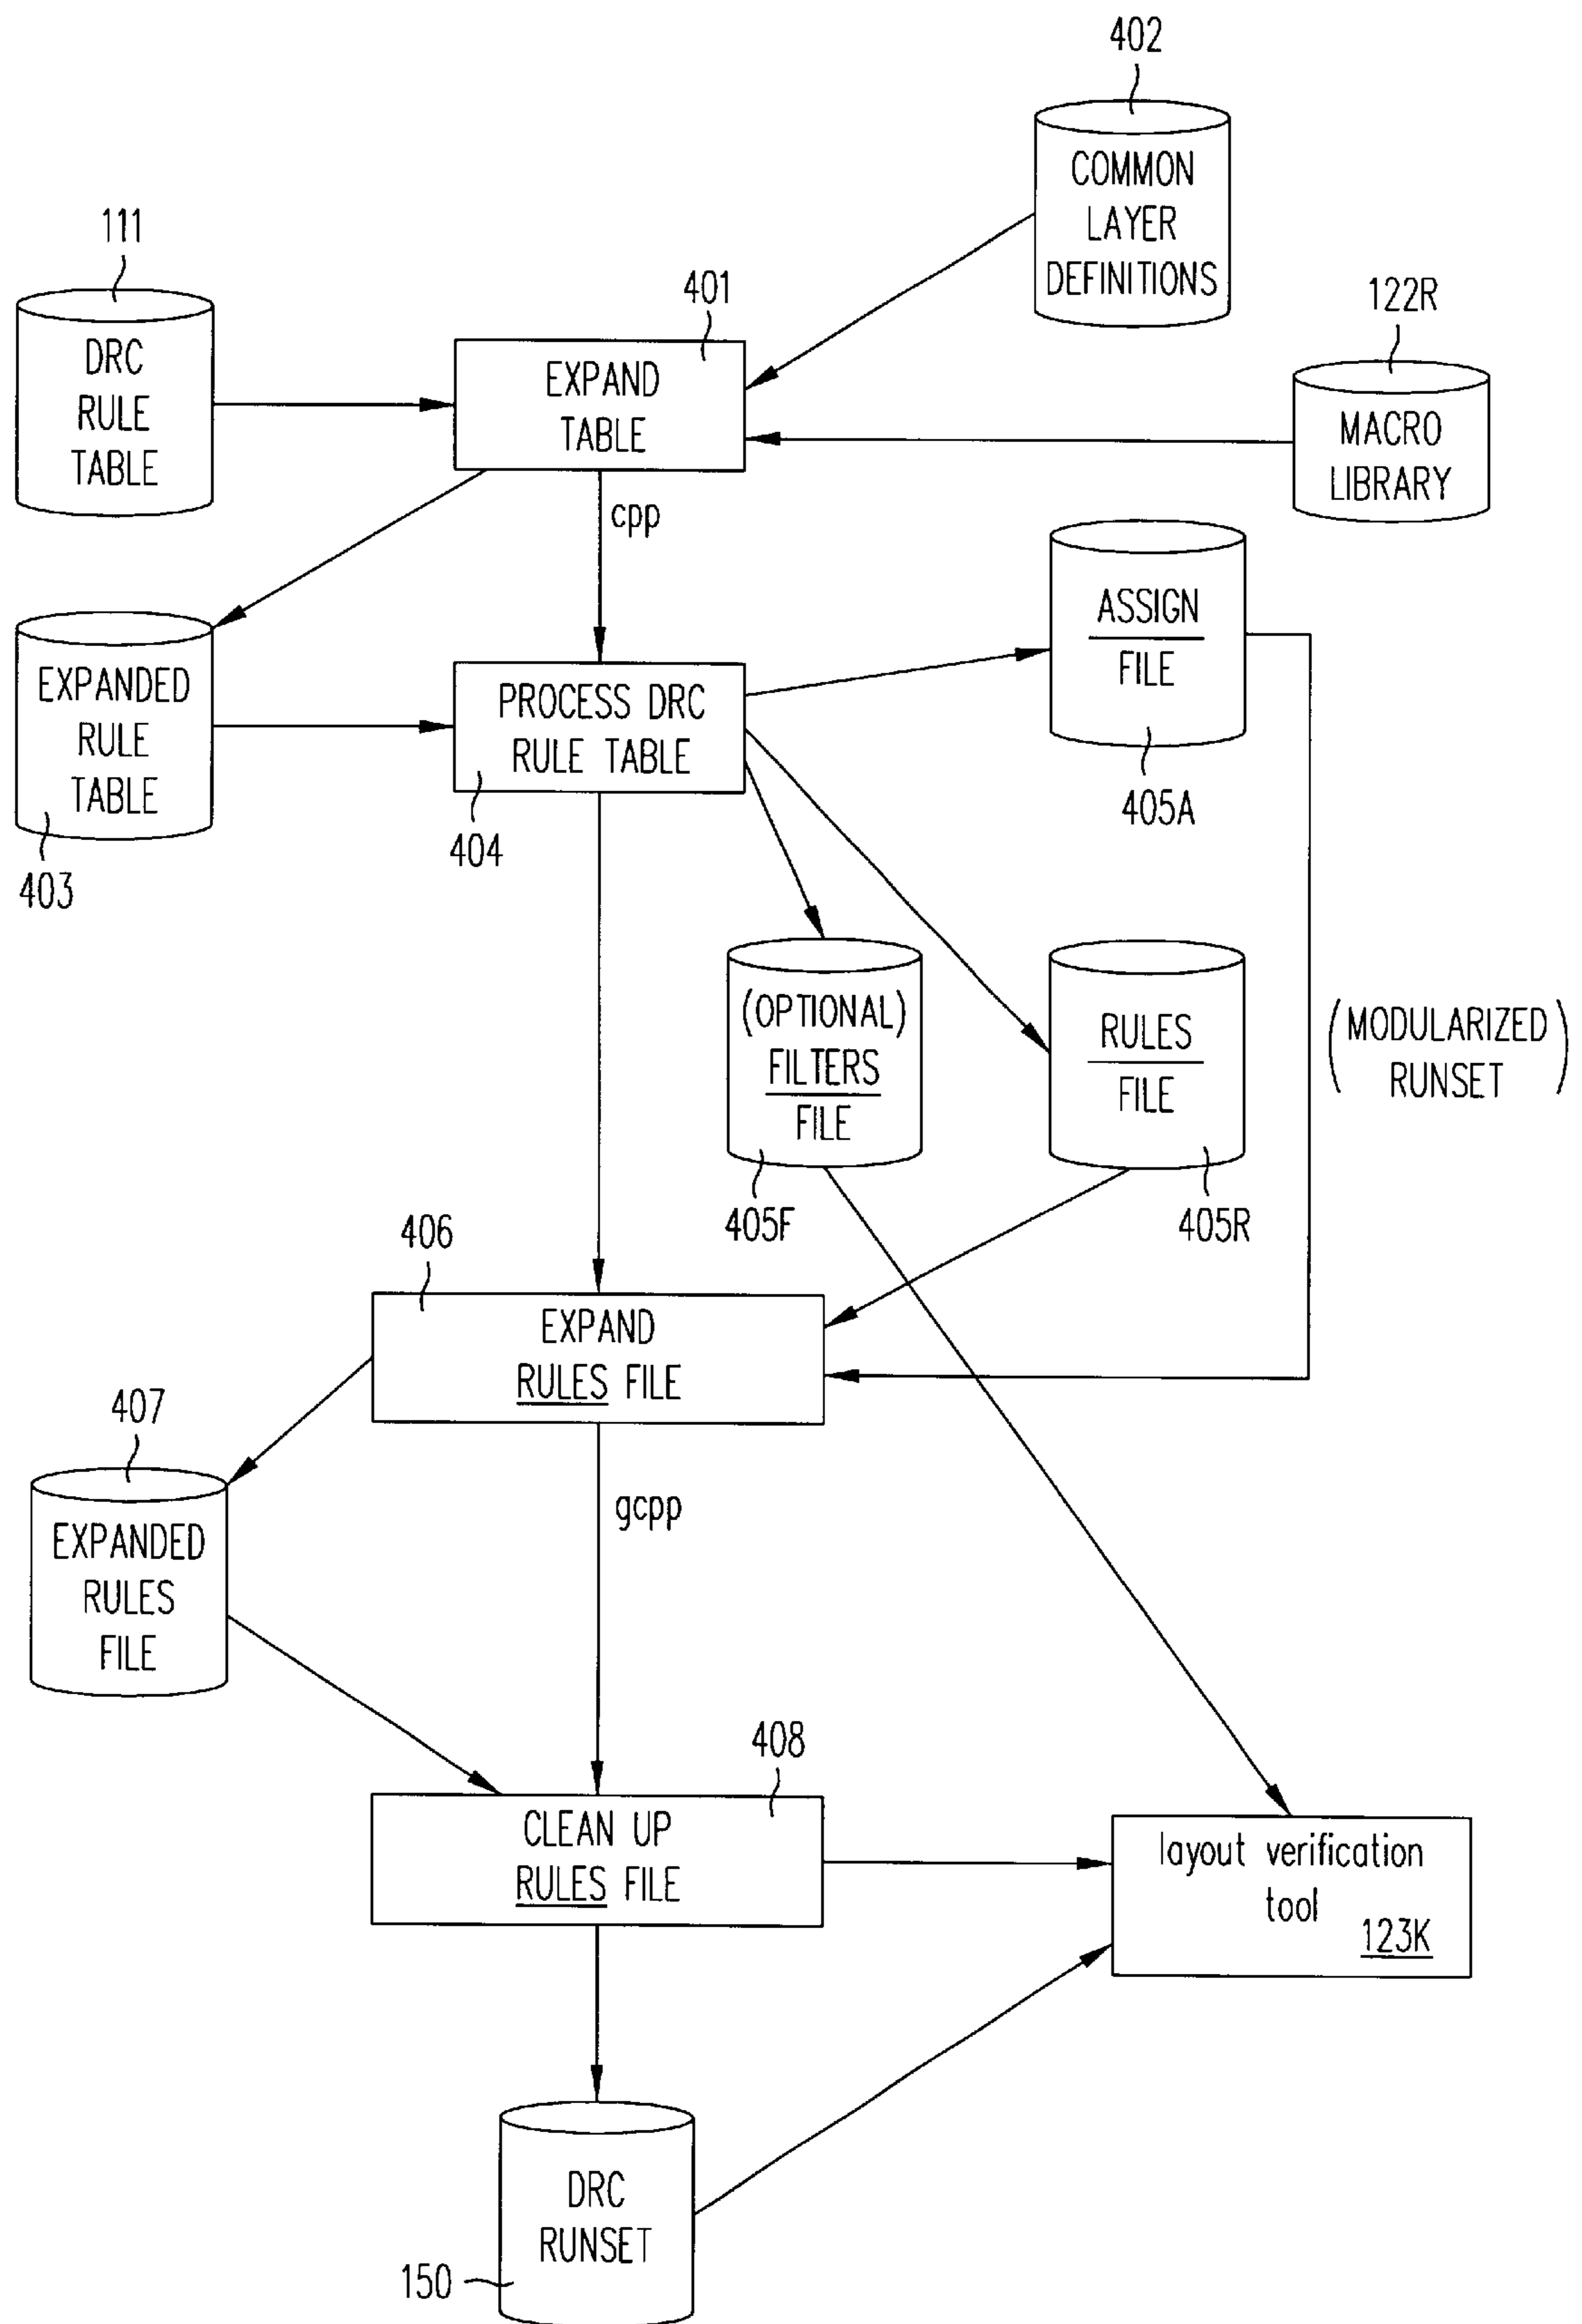 402
COMMON
LAYER
DEFINITIONS
111
DRC
RULE
TABLE
401
EXPAND
TABLE
122R
MACRO
LIBRARY
cpp
EXPANDED
RULE
TABLE
403
PROCESS DRC
RULE TABLE
404
ASSIGN
FILE
405A
(OPTIONAL)
FILTERS
FILE
405F
RULES
FILE
405R
(MODULARIZED
RUNSET)
406
EXPAND
RULES FILE
407
EXPANDED
RULES
FILE
gcpp
408
CLEAN UP
RULES FILE
layout verification
tool
123K
DRC
RUNSET
150